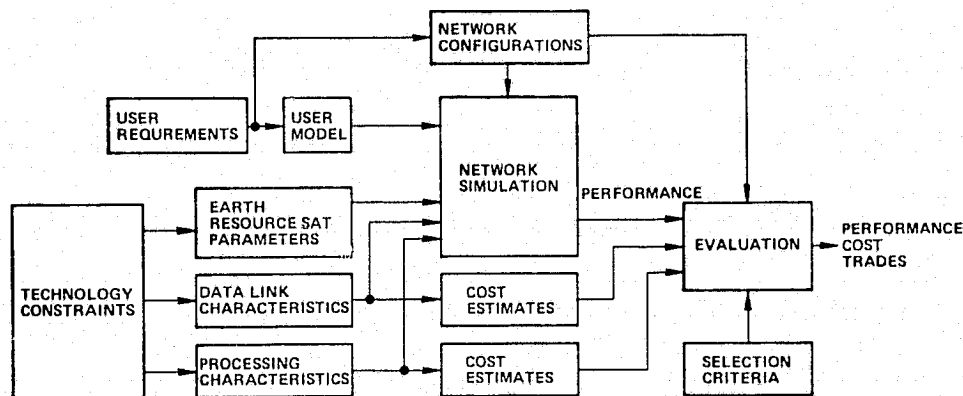 NETWORK
CONFIGURATIONS
USER
REQUREMENTS
USER
MODEL
NETWORK
SIMULATION
PERFORMANCE
EARTH
RESOURCE SAT
PARAMETERS
EVALUATION
PERFORMANCE
COST
TRADES
TECHNOLOGY
CONSTRAINTS
DATA LINK
CHARACTERISTICS
COST
ESTIMATES
PROCESSING
CHARACTERISTICS
COST
ESTIMATES
SELECTION
CRITERIA